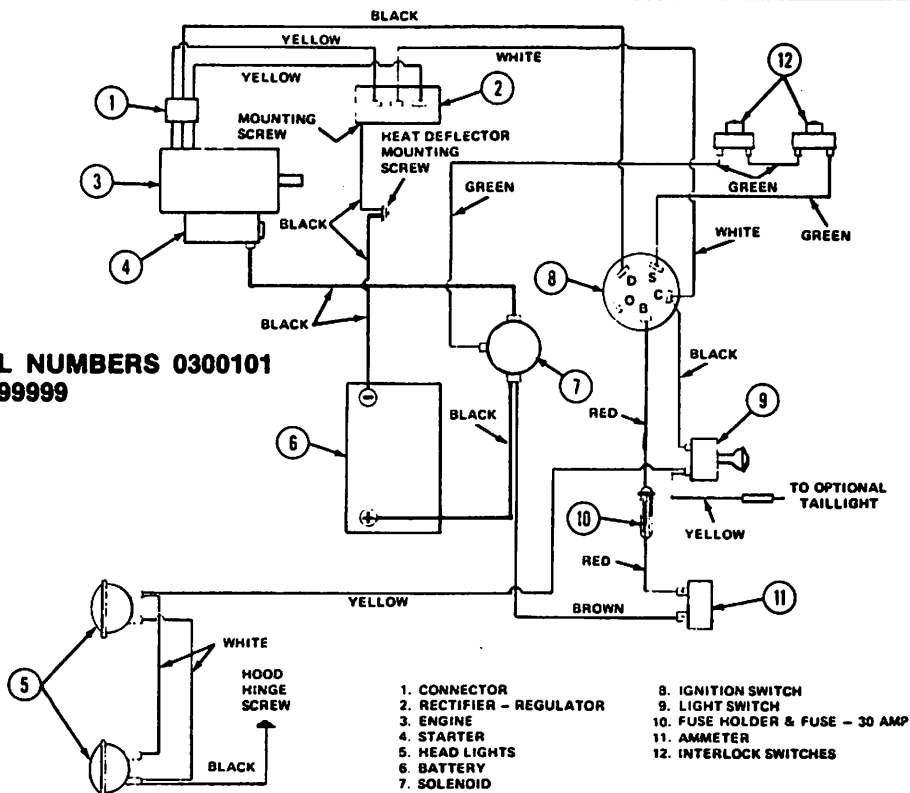 BLACK
YELLOW
WHITE
12
YELLOW
1
2
MOUNTING
SCREW
HEAT DEFLECTOR
MOUNTING
SCREW
3
GREEN
GREEN
BLACK
WHITE
GREEN
4
8
D
S
O
C
B
BLACK
L NUMBERS 0300101
99999
BLACK
7
9
RED
BLACK
6
TO OPTIONAL
TAILLIGHT
10
YELLOW
RED
YELLOW
BROWN
11
WHITE
5
HOOD
HINGE
SCREW
BLACK
1. CONNECTOR
2. RECTIFIER – REGULATOR
3. ENGINE
4. STARTER
5. HEAD LIGHTS
6. BATTERY
7. SOLENOID
8. IGNITION SWITCH
9. LIGHT SWITCH
10. FUSE HOLDER & FUSE – 30 AMP
11. AMMETER
12. INTERLOCK SWITCHES